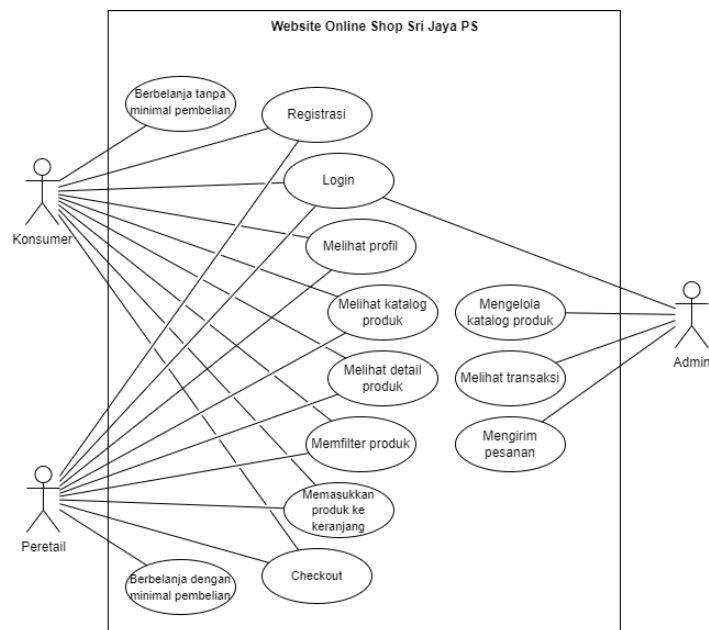 Website Online Shop Sri Jaya PS
Berbelanja tanpa
minimal pembelian
Registrasi
Login
Konsumer
Melihat profil
Melihat katalog
produk
Mengelola
katalog produk
Admin
Melihat detail
produk
Melihat transaksi
Memfilter produk
Mengirim
pesanan
Memasukkan
produk ke
keranjang
Peretail
Berbelanja dengan
minimal pembelian
Checkout